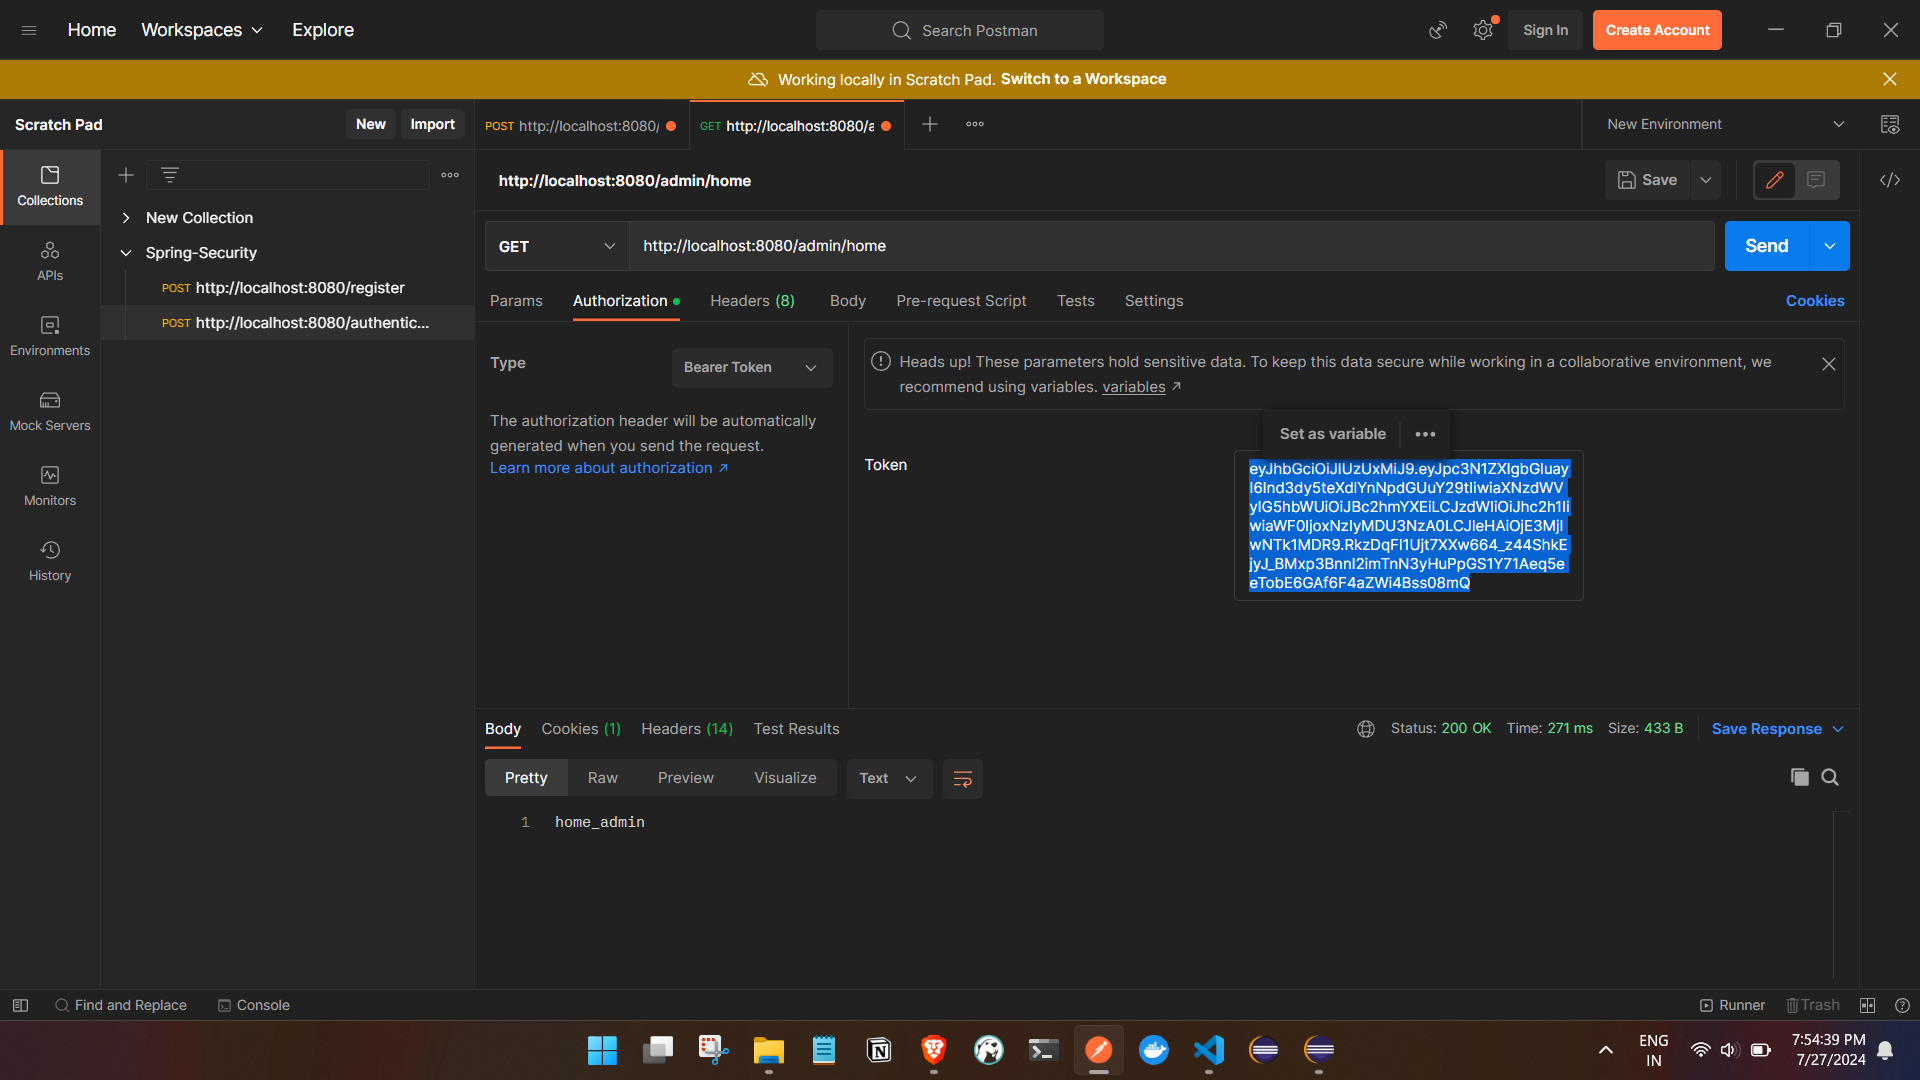 Home
Workspaces
Explore
Search Postman
Sign In
Create Account
Working locally in Scratch Pad. Switch to a Workspace
Scratch Pad
New
Import
POST http://localhost:8080/
GET http://localhost:8080/a
New Environment
Collections
APIs
Environments
Mock Servers
Monitors
History
New Collection
Spring-Security
POST http://localhost:8080/register
POST http://localhost:8080/authentic...
http://localhost:8080/admin/home
Save
GET
http://localhost:8080/admin/home
Send
Params
Authorization
Headers (8)
Body
Pre-request Script
Tests
Settings
Cookies
Type
Bearer Token
The authorization header will be automatically
generated when you send the request.
Learn more about authorization ↗
Heads up! These parameters hold sensitive data. To keep this data secure while working in a collaborative environment, we
recommend using variables. variables ↗
Set as variable
Token
eyJhbGciOiJIUzUxMiJ9.eyJpc3N1ZXIgbGluay
I6Ind3dy5teXdlYnNpdGUuY29tIiwiaXNzdWV
yIG5hbWUiOiJBc2hmYXEiLCJzdWIiOiJhc2h1Ii
wiaWF0IjoxNzIyMDU3NzA0LCJleHAiOjE3MjI
wNTk1MDR9.RkzDqFI1Ujt7XXw664_z44ShkE
jyJ_BMxp3BnnI2imTnN3yHuPpGS1Y71Aeq5e
eTobE6GAf6F4aZWi4Bss08mQ
Body
Cookies (1)
Headers (14)
Test Results
Status: 200 OK
Time: 271 ms
Size: 433 B
Save Response
Pretty
Raw
Preview
Visualize
Text
1 home_admin
Find and Replace
Console
Runner
Trash
ENG
IN
7:54:39 PM
7/27/2024